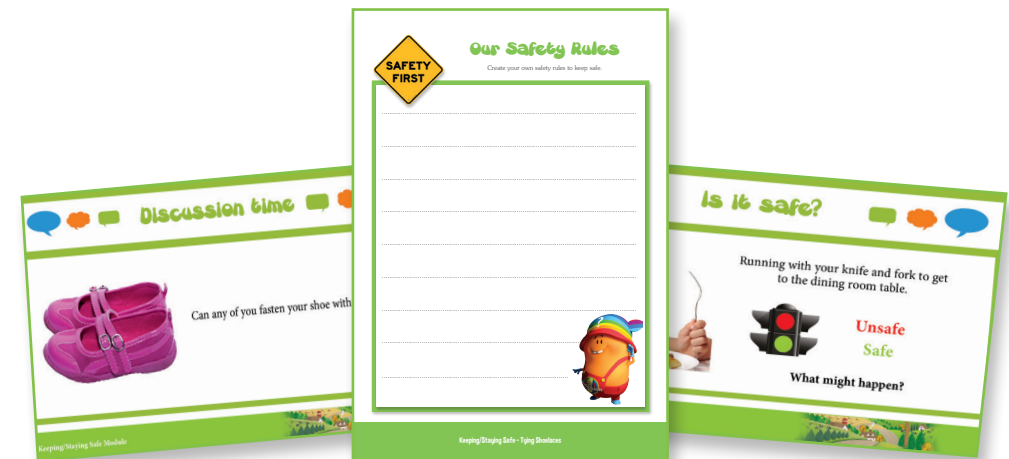 Discussion time
Can any of you fasten your shoe with
Keeping/Staying Safe Module
SAFETY
FIRST
Our Safety Rules
Create your own safety rules to keep safe.
Keeping/Staying Safe - Tying Shoelaces
Is it safe?
Running with your knife and fork to get
to the dining room table.
Unsafe
Safe
What might happen?